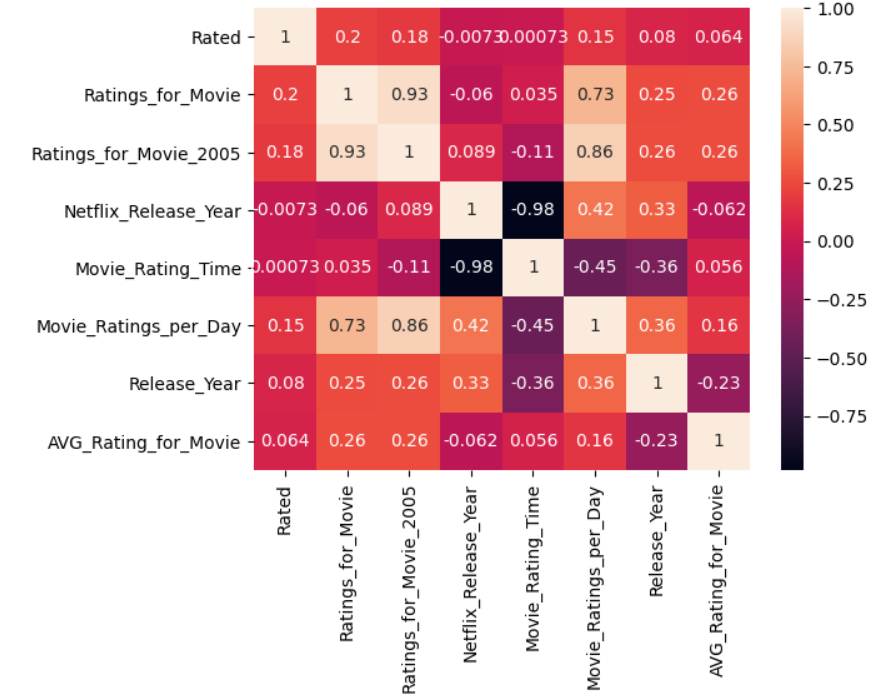 Rated 1 0.2 0.18 -0.0073 0.00073 0.15 0.08 0.064
Ratings_for_Movie 0.2 1 0.93 -0.06 0.035 0.73 0.25 0.26
Ratings_for_Movie_2005 0.18 0.93 1 0.089 -0.11 0.86 0.26 0.26
Netflix_Release_Year -0.0073 -0.06 0.089 1 -0.98 0.42 0.33 -0.062
Movie_Rating_Time 0.00073 0.035 -0.11 -0.98 1 -0.45 -0.36 0.056
Movie_Ratings_per_Day 0.15 0.73 0.86 0.42 -0.45 1 0.36 0.16
Release_Year 0.08 0.25 0.26 0.33 -0.36 0.36 1 -0.23
AVG_Rating_for_Movie 0.064 0.26 0.26 -0.062 0.056 0.16 -0.23 1
Rated
Ratings_for_Movie
Ratings_for_Movie_2005
Netflix_Release_Year
Movie_Rating_Time
Movie_Ratings_per_Day
Release_Year
AVG_Rating_for_Movie
1.00
0.75
0.50
0.25
0.00
−0.25
−0.50
−0.75